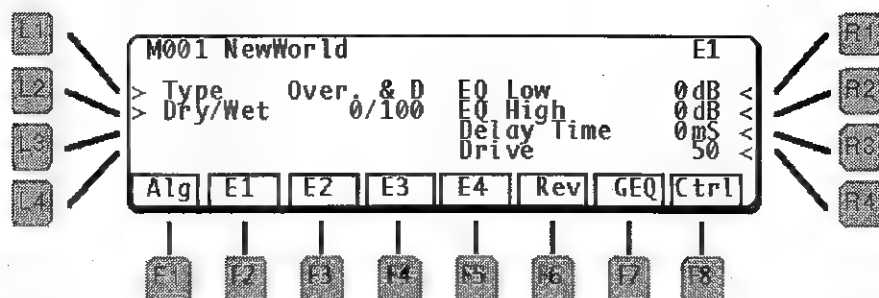 L1
M001 NewWorld E1
R1
L2
> Type Over. & D EQ Low 0dB <
R2
> Dry/Wet 0/100 EQ High 0dB <
L3
Delay Time 0mS <
R3
Drive 50 <
L4
Alg E1 E2 E3 E4 Rev GEQ Ctrl
R4
F1 F2 F3 F4 F5 F6 F7 F8